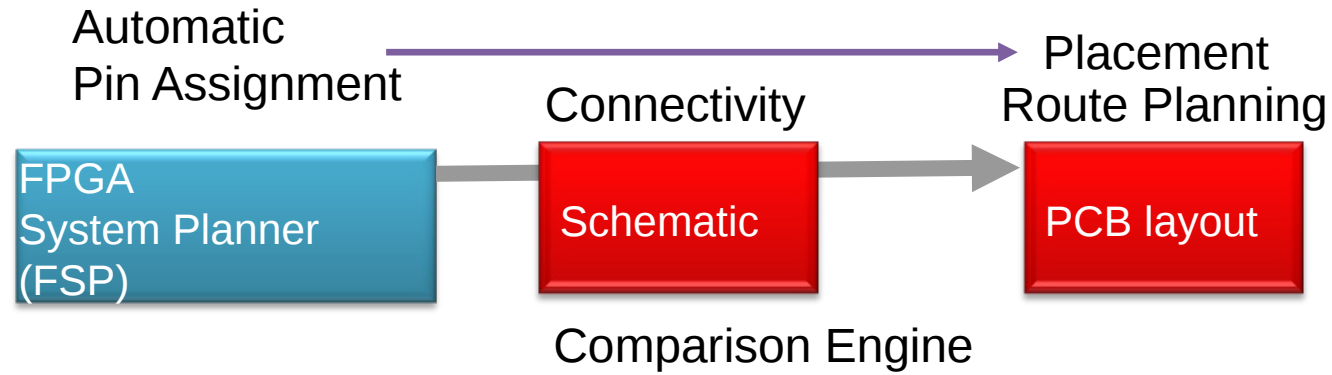 Automatic
Pin Assignment
Placement
Route Planning
Connectivity
FPGA
System Planner
(FSP)
Schematic
PCB layout
Comparison Engine